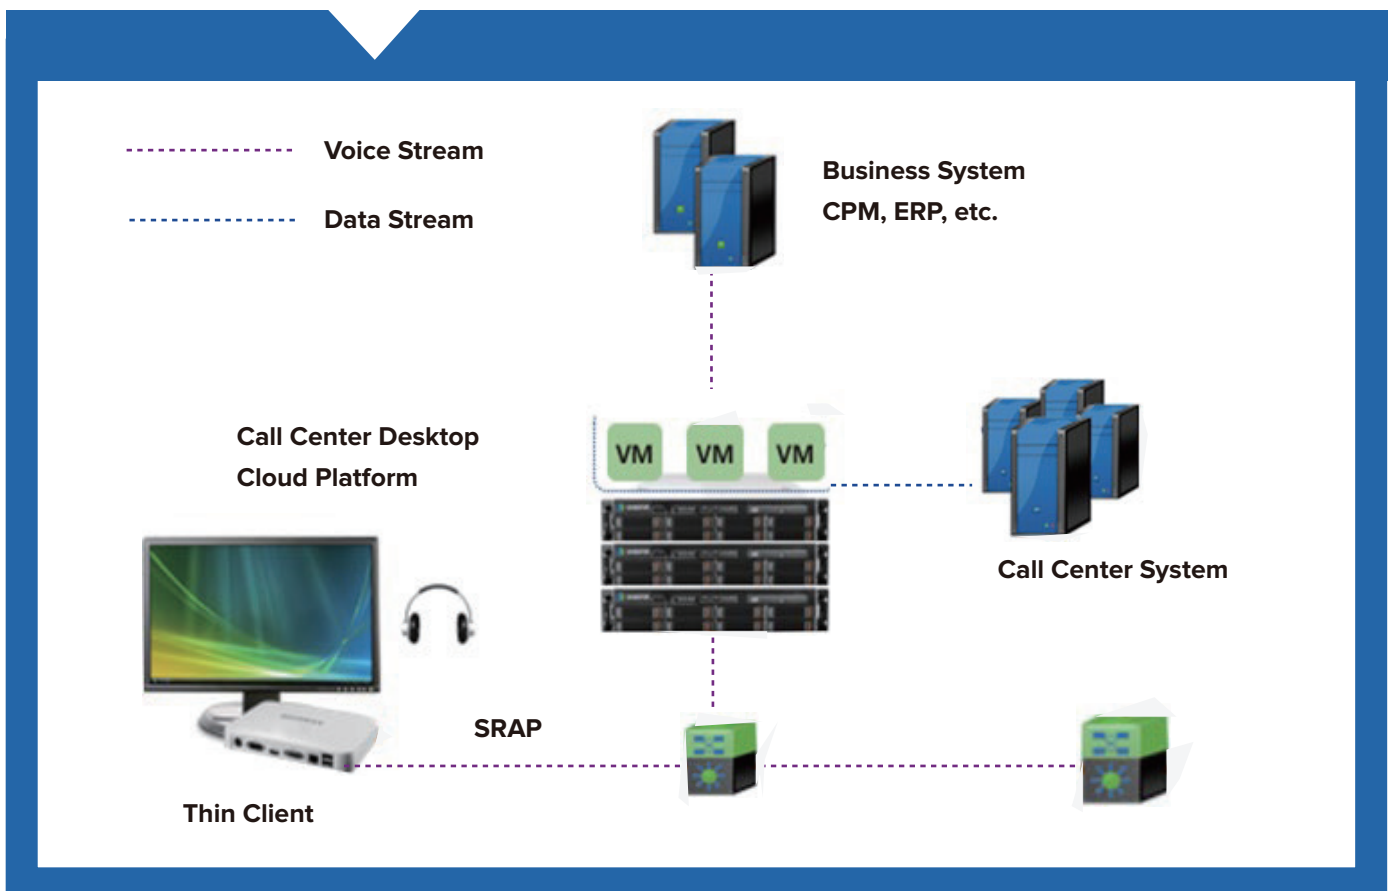 Voice Stream
Data Stream
Business System
CPM, ERP, etc.
Call Center Desktop
Cloud Platform
VM VM VM
Call Center System
SRAP
Thin Client